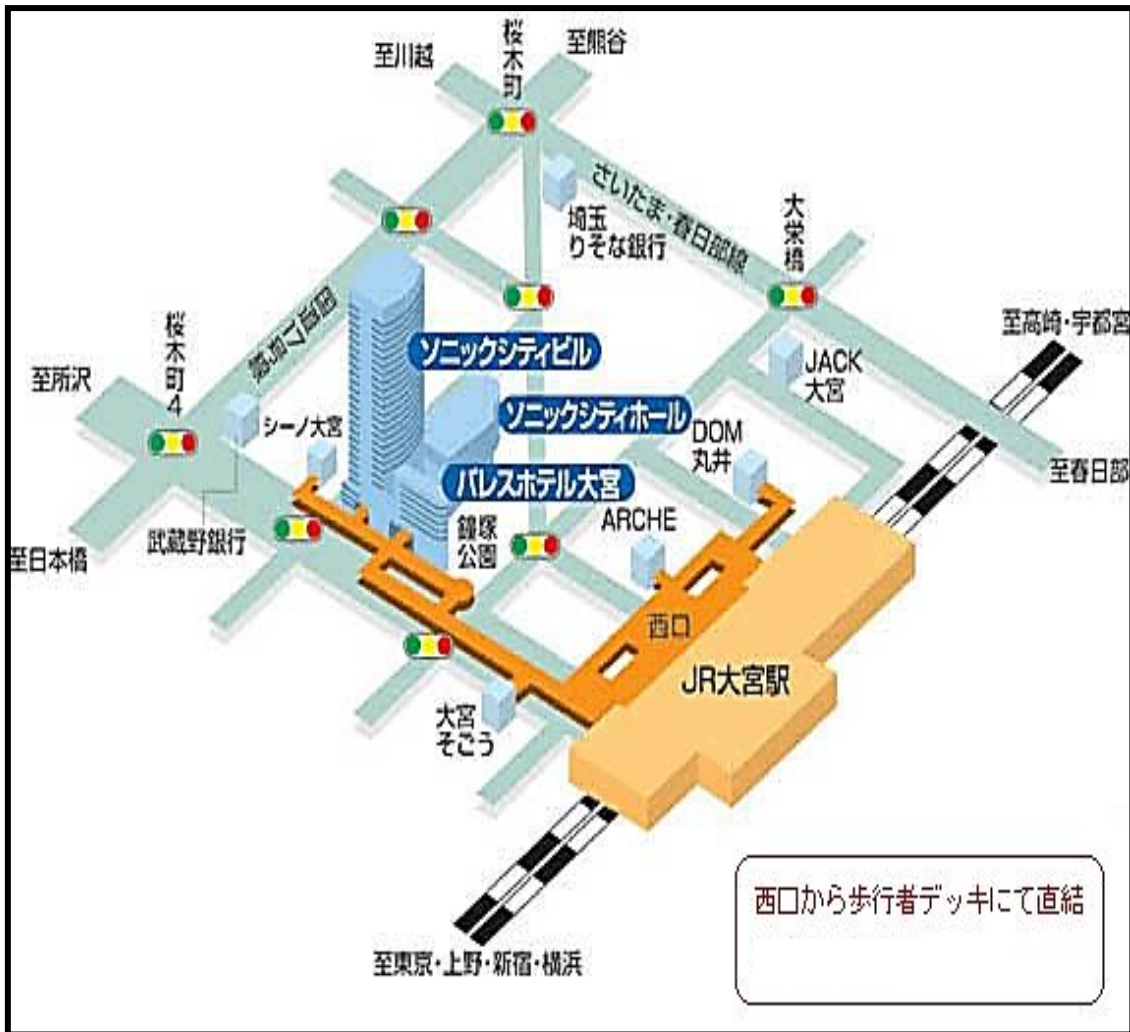 至川越
桜木町
至熊谷
さいたま・春日部線
大栄橋
埼玉
りそな銀行
国道17号線
至高崎・宇都宮
桜木町4
至所沢
ソニックシティビル
JACK
大宮
シーノ大宮
ソニックシティホール
DOM
丸井
至春日部
パレスホテル大宮
ARCHE
武蔵野銀行
鐘塚
公園
至日本橋
西口
JR大宮駅
大宮
そごう
西口から歩行者デッキにて直結
至東京・上野・新宿・横浜